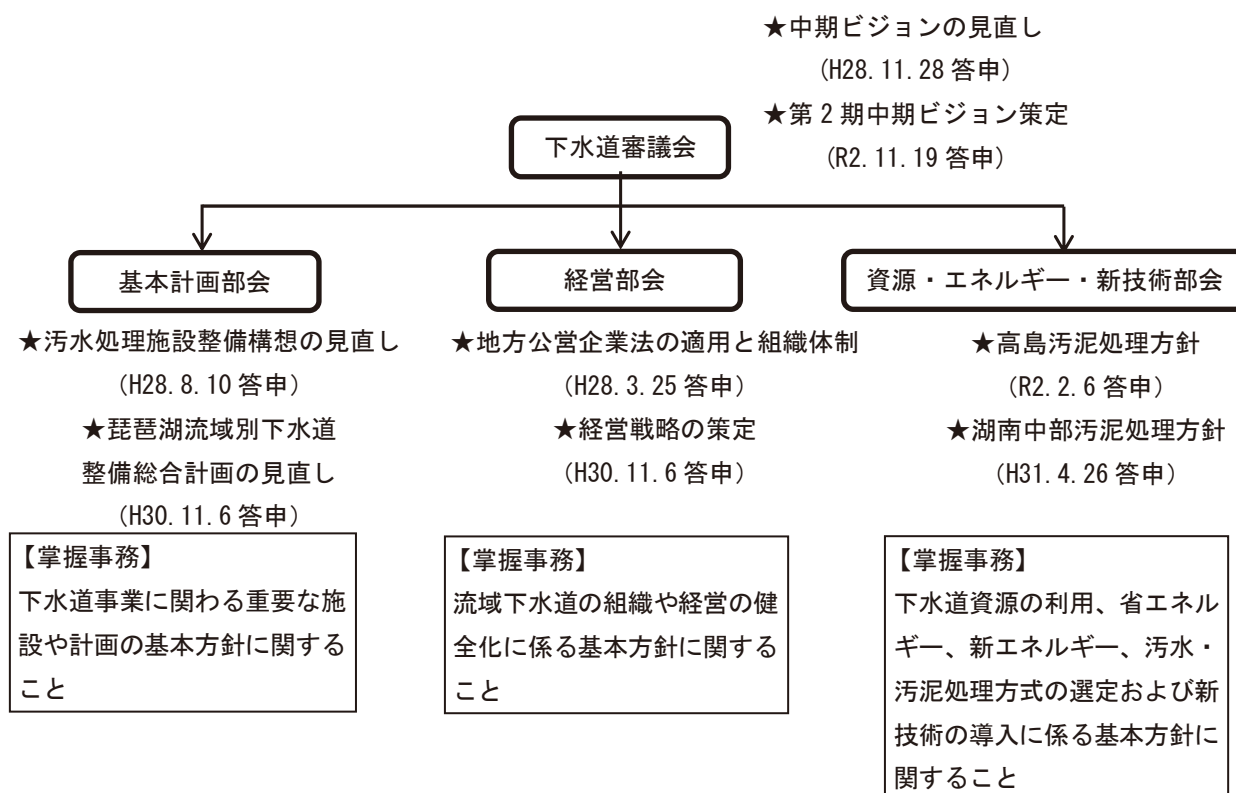 ★中期ビジョンの見直し
(H28.11.28 答申)
★第2期中期ビジョン策定
(R2.11.19 答申)
下水道審議会
基本計画部会
★汚水処理施設整備構想の見直し
(H28.8.10 答申)
★琵琶湖流域別下水道
整備総合計画の見直し
(H30.11.6 答申)
【掌握事務】
下水道事業に関わる重要な施
設や計画の基本方針に関する
こと
経営部会
★地方公営企業法の適用と組織体制
(H28.3.25 答申)
★経営戦略の策定
(H30.11.6 答申)
【掌握事務】
流域下水道の組織や経営の健
全化に係る基本方針に関する
こと
資源・エネルギー・新技術部会
★高島汚泥処理方針
(R2.2.6 答申)
★湖南中部汚泥処理方針
(H31.4.26 答申)
【掌握事務】
下水道資源の利用、省エネル
ギー、新エネルギー、汚水・
汚泥処理方式の選定および新
技術の導入に係る基本方針に
関すること